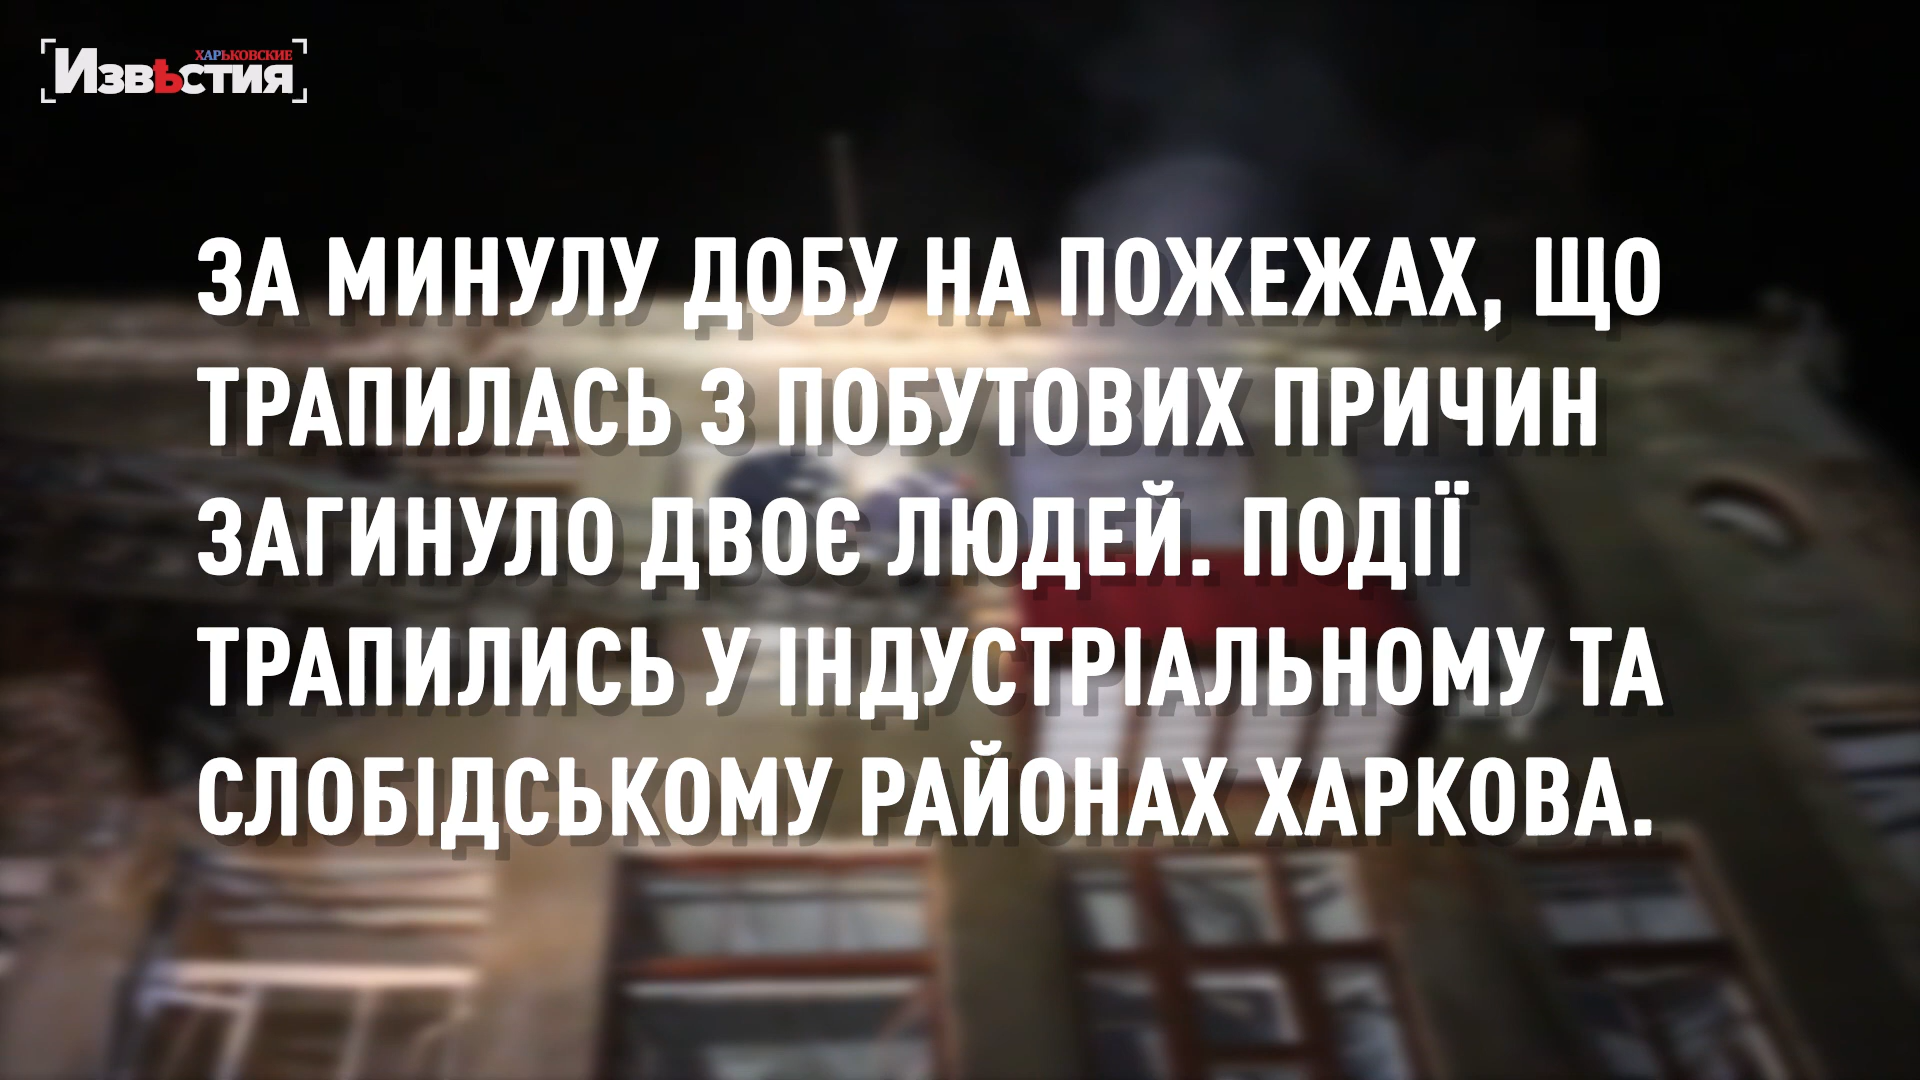 ХАРЬКОВСКИЕ
ИЗВѢСТИЯ
ЗА МИНУЛУ ДОБУ НА ПОЖЕЖАХ, ЩО
ТРАПИЛАСЬ З ПОБУТОВИХ ПРИЧИН
ЗАГИНУЛО ДВОЄ ЛЮДЕЙ. ПОДІЇ
ТРАПИЛИСЬ У ІНДУСТРІАЛЬНОМУ ТА
СЛОБІДСЬКОМУ РАЙОНАХ ХАРКОВА.